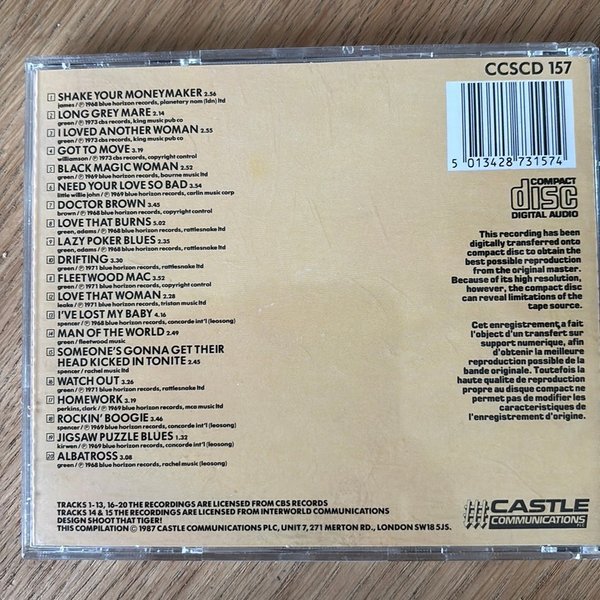 CCSCD 157
1 SHAKE YOUR MONEYMAKER 2.56
james / ℗ 1968 blue horizon records, planetary nom (ldn) ltd
2 LONG GREY MARE 2.14
green / ℗ 1973 cbs records, king music pub co
3 I LOVED ANOTHER WOMAN 2.55
green / ℗ 1973 cbs records, king music pub co
4 GOT TO MOVE 3.19
williamson / ℗ 1973 cbs records, copyright control
5 BLACK MAGIC WOMAN 2.52
green / ℗ 1969 blue horizon records, bourne music ltd
6 NEED YOUR LOVE SO BAD 3.54
little willie john / ℗ 1969 blue horizon records, carlin music corp
7 DOCTOR BROWN 3.45
brown / ℗ 1968 blue horizon records, copyright control
8 LOVE THAT BURNS 5.02
green, adams / ℗ 1968 blue horizon records, rattlesnake ltd
9 LAZY POKER BLUES 2.35
green, adams / ℗ 1968 blue horizon records, rattlesnake ltd
10 DRIFTING 3.30
green / ℗ 1971 blue horizon records, rattlesnake ltd
11 FLEETWOOD MAC 3.52
green / ℗ 1971 blue horizon records, rattlesnake ltd
12 LOVE THAT WOMAN 2.28
leake / ℗ 1971 blue horizon records, tristan music ltd
13 I'VE LOST MY BABY 4.16
spencer / ℗ 1968 blue horizon records, concorde int'l (leosong)
14 MAN OF THE WORLD 2.49
green / fleetwood music
15 SOMEONE'S GONNA GET THEIR
HEAD KICKED IN TONITE 2.45
spencer / rachel music ltd
16 WATCH OUT 3.26
green / ℗ 1971 blue horizon records, rattlesnake ltd
17 HOMEWORK 3.19
perkins, clark / ℗ 1969 blue horizon records, mca music ltd
18 ROCKIN' BOOGIE 3.46
spencer / ℗ 1969 blue horizon records, concorde int'l (leosong)
19 JIGSAW PUZZLE BLUES 1.32
kirwen / ℗ 1969 blue horizon records, concorde int'l (leosong)
20 ALBATROSS 3.08
green / ℗ 1968 blue horizon records, rachel music (leosong)
TRACKS 1-13, 16-20 THE RECORDINGS ARE LICENSED FROM CBS RECORDS
TRACKS 14 & 15 THE RECORDINGS ARE LICENSED FROM INTERWORLD COMMUNICATIONS
DESIGN SHOOT THAT TIGER!
THIS COMPILATION © 1987 CASTLE COMMUNICATIONS PLC, UNIT 7, 271 MERTON RD., LONDON SW18 5JS.
5 013428 731574
COMPACT
disc
DIGITAL AUDIO
This recording has been
digitally transferred onto
compact disc to obtain the
best possible reproduction
from the original master.
Because of its high resolution,
however, the compact disc
can reveal limitations of the
tape source.
Cet enregistrement, a fait
l'object d'un transfert sur
support numerique, afin
d'obtenir la meilleure
reproduction possible de la
bande originale. Toutefois la
haute qualite de reproduction
propre au disque compact ne
permet pas de modifier les
caracteristiques de
l'enregistrement d'origine.
CASTLE
COMMUNICATIONS
PLC